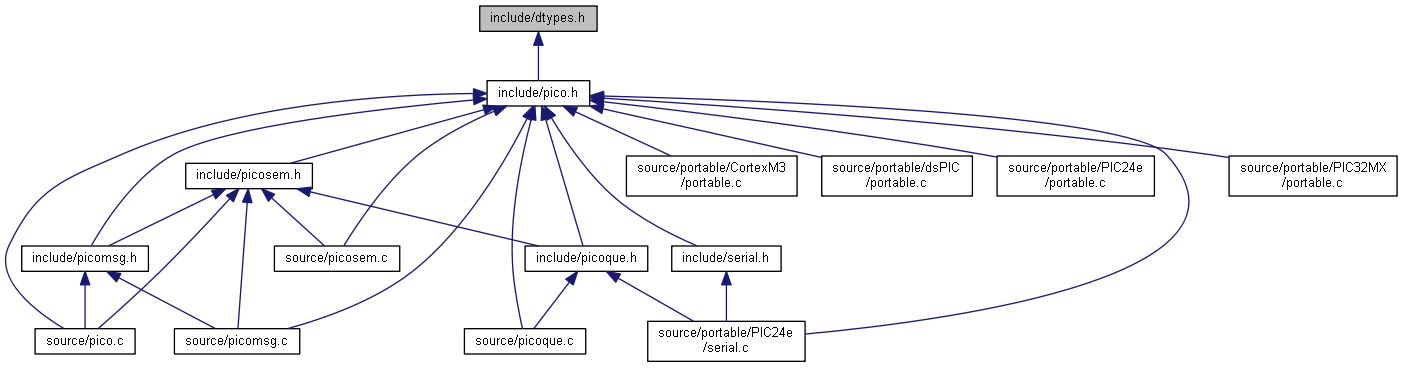 include/dtypes.h
include/pico.h
include/picosem.h
source/portable/CortexM3
/portable.c
source/portable/dsPIC
/portable.c
source/portable/PIC24e
/portable.c
source/portable/PIC32MX
/portable.c
include/picomsg.h
source/picosem.c
include/picoque.h
include/serial.h
source/pico.c
source/picomsg.c
source/picoque.c
source/portable/PIC24e
/serial.c